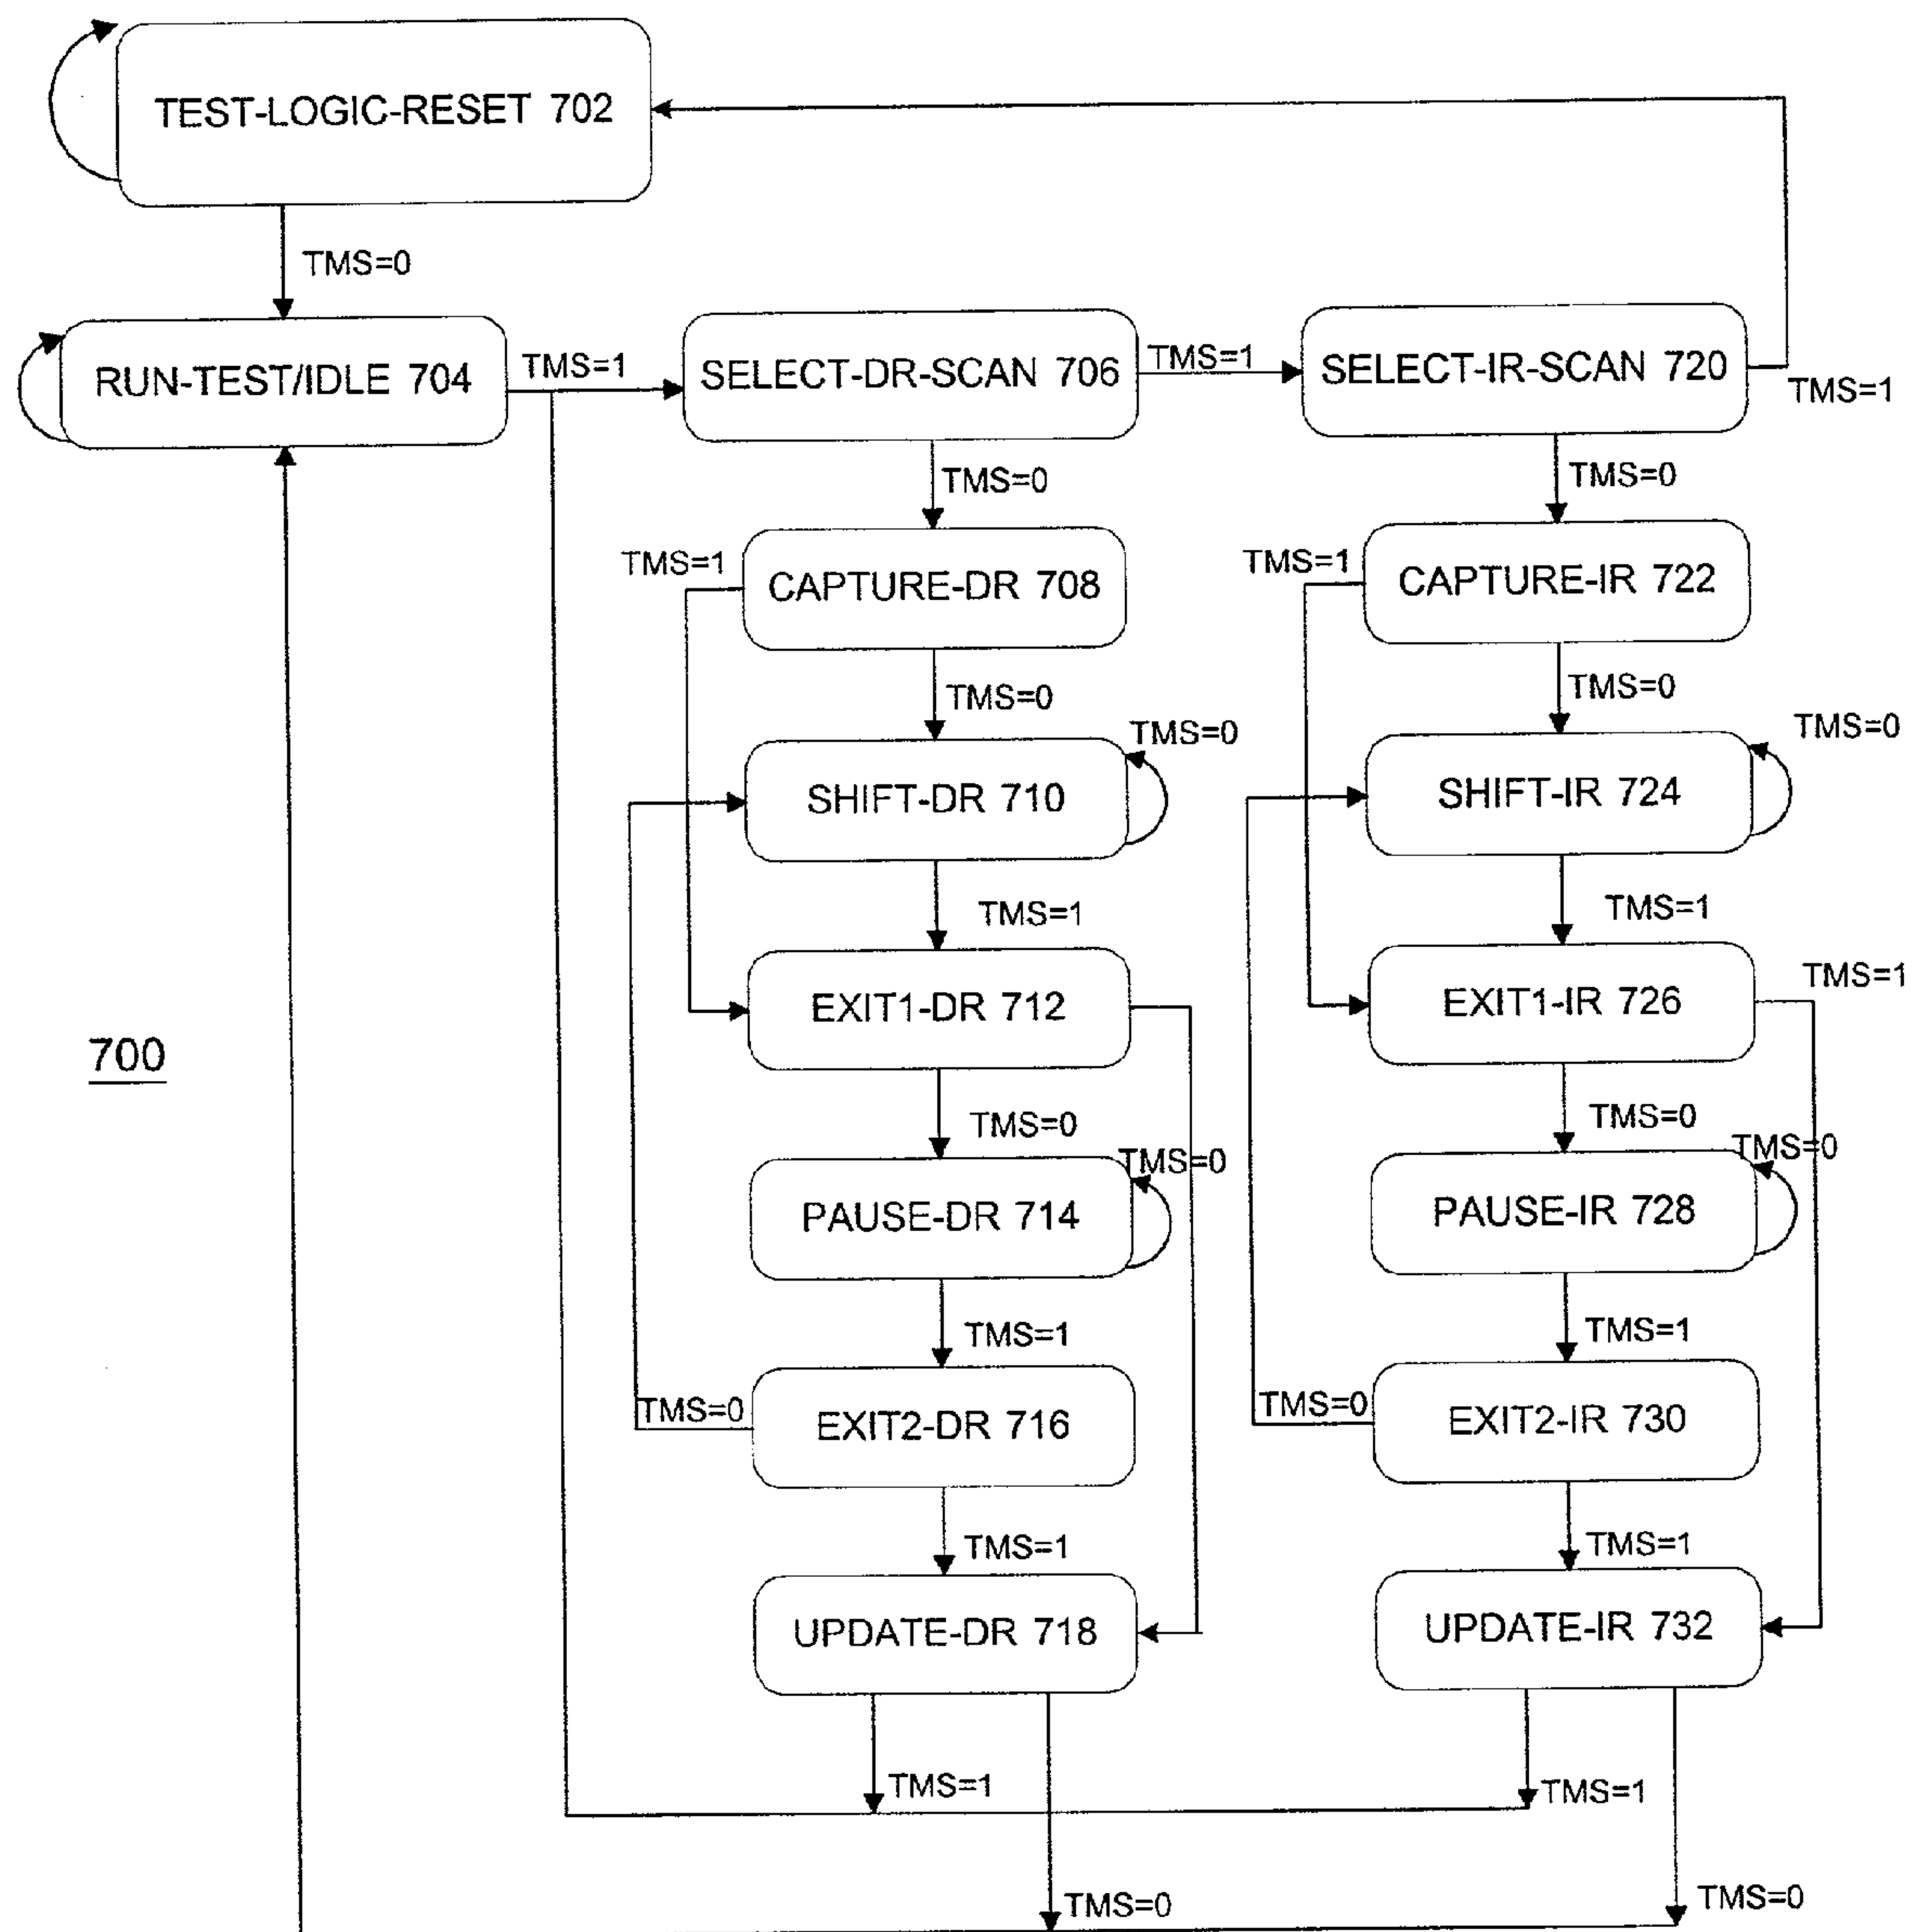 TEST-LOGIC-RESET 702
TMS=0
RUN-TEST/IDLE 704
TMS=1
SELECT-DR-SCAN 706
TMS=1
SELECT-IR-SCAN 720
TMS=1
TMS=0
TMS=0
TMS=1
CAPTURE-DR 708
TMS=1
CAPTURE-IR 722
TMS=0
TMS=0
TMS=0
TMS=0
SHIFT-DR 710
SHIFT-IR 724
TMS=1
TMS=1
EXIT1-DR 712
EXIT1-IR 726
TMS=1
700
TMS=0
TMS=0
TMS=0
TMS=0
PAUSE-DR 714
PAUSE-IR 728
TMS=1
TMS=1
TMS=0
EXIT2-DR 716
TMS=0
EXIT2-IR 730
TMS=1
TMS=1
UPDATE-DR 718
UPDATE-IR 732
TMS=1
TMS=1
TMS=0
TMS=0